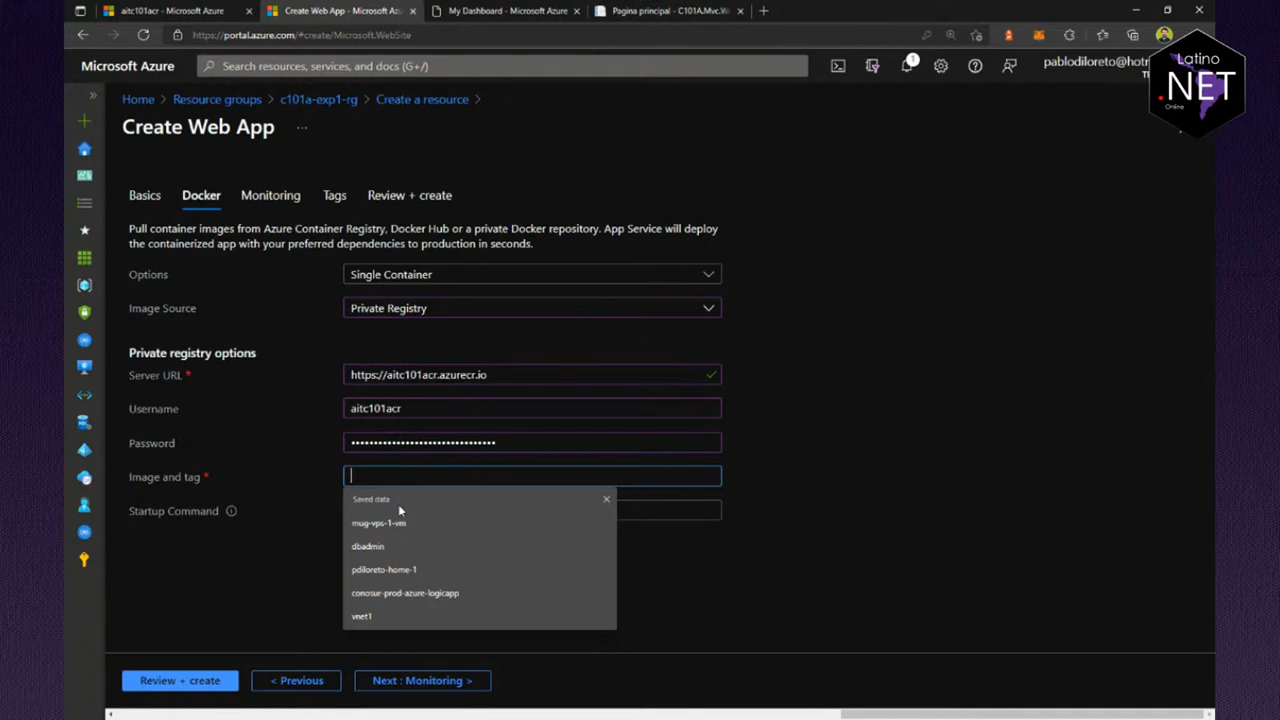 aitc101acr - Microsoft Azure
Create Web App - Microsoft Az
My Dashboard - Microsoft Azure
Pagina principal - C101A.Mvc.W
https://portal.azure.com/#create/Microsoft.WebSite
Microsoft Azure
Search resources, services, and docs (G+/)
1
pablodiloreto@hotm
Latino
.NET
Online
Home > Resource groups > c101a-exp1-rg > Create a resource >
Create Web App ...
Basics
Docker
Monitoring
Tags
Review + create
Pull container images from Azure Container Registry, Docker Hub or a private Docker repository. App Service will deploy
the containerized app with your preferred dependencies to production in seconds.
Options
Single Container
Image Source
Private Registry
Private registry options
Server URL *
https://aitc101acr.azurecr.io
Username
aitc101acr
Password
Image and tag *
Saved data
Startup Command
mug-vps-1-vm
dbadmin
pdiloreto-home-1
conosur-prod-azure-logicapp
vnet1
Review + create
< Previous
Next : Monitoring >